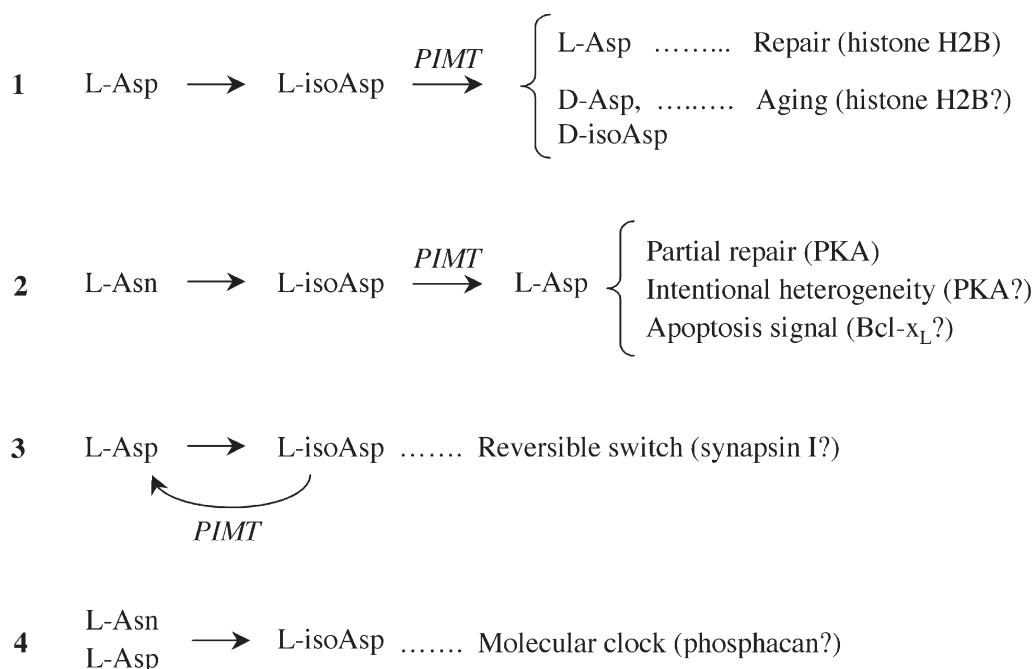 PIMT
L-Asp ……... Repair (histone H2B)
1 L-Asp L-isoAsp
D-Asp, …..…. Aging (histone H2B?)
D-isoAsp
PIMT
Partial repair (PKA)
2 L-Asn L-isoAsp L-Asp Intentional heterogeneity (PKA?)
Apoptosis signal (Bcl-xL?)
3 L-Asp L-isoAsp ……. Reversible switch (synapsin I?)
PIMT
L-Asn
4 L-isoAsp ……. Molecular clock (phosphacan?)
L-Asp